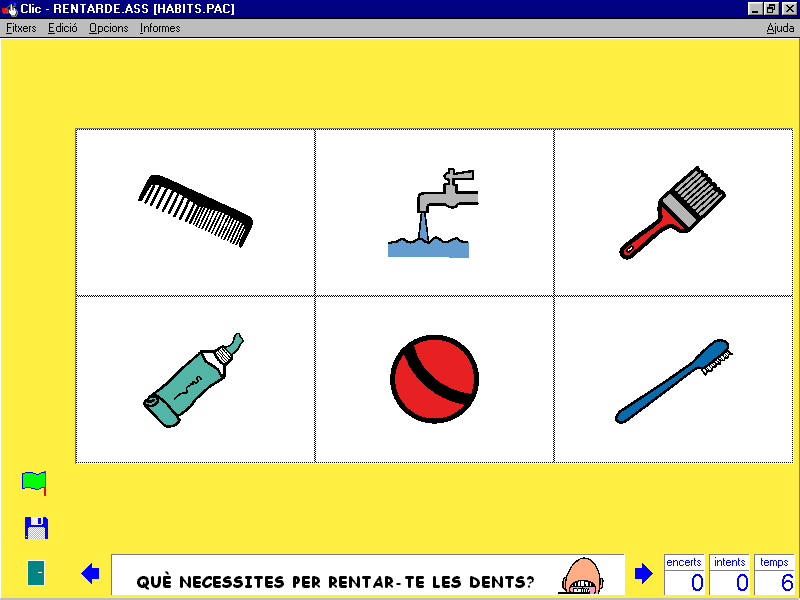 Clic - RENTARDE.ASS [HABITS.PAC]
Fitxers Edició Opcions Informes Ajuda
QUÈ NECESSITES PER RENTAR-TE LES DENTS?
encerts intents temps
0 0 6